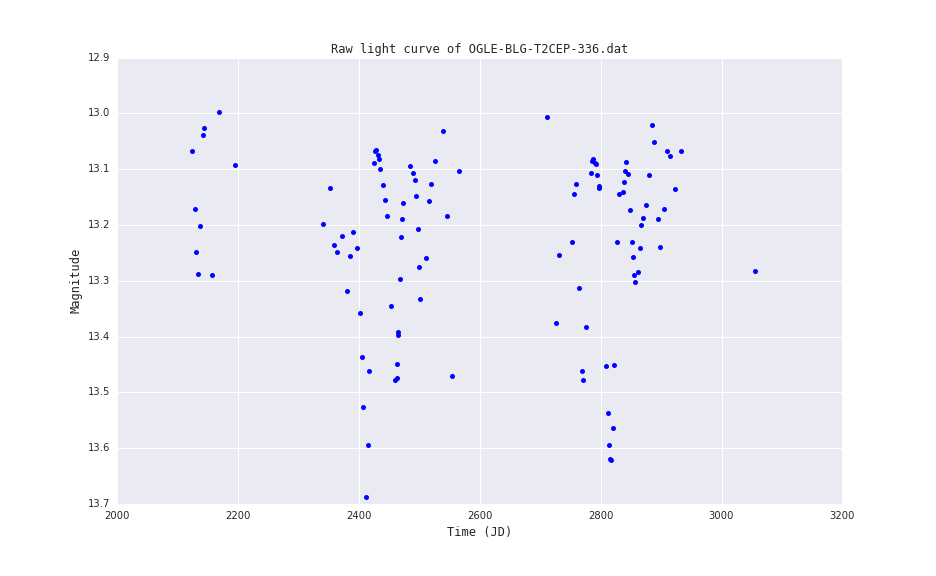 Raw light curve of OGLE-BLG-T2CEP-336.dat
12.9
13.0
13.1
13.2
13.3
13.4
13.5
13.6
13.7
Magnitude
2000 2200 2400 2600 2800 3000 3200
Time (JD)